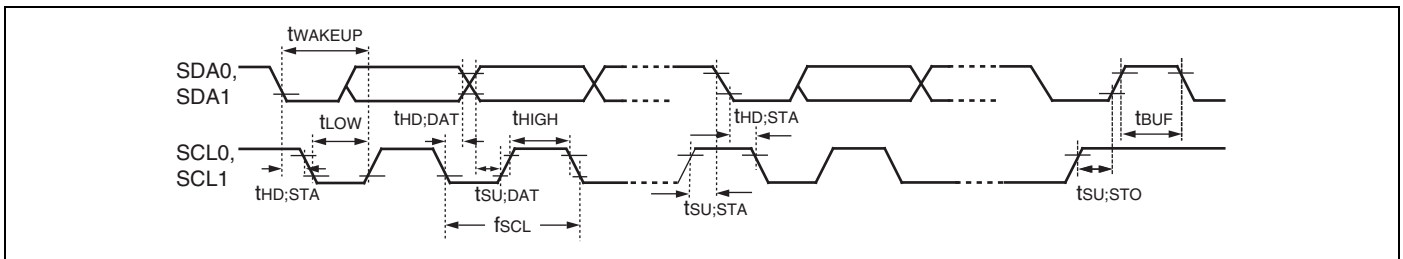 tWAKEUP
SDA0,
SDA1
tLOW
tHD;DAT
tHIGH
tHD;STA
tBUF
SCL0,
SCL1
tHD;STA
tSU;DAT
tSU;STA
tSU;STO
fSCL